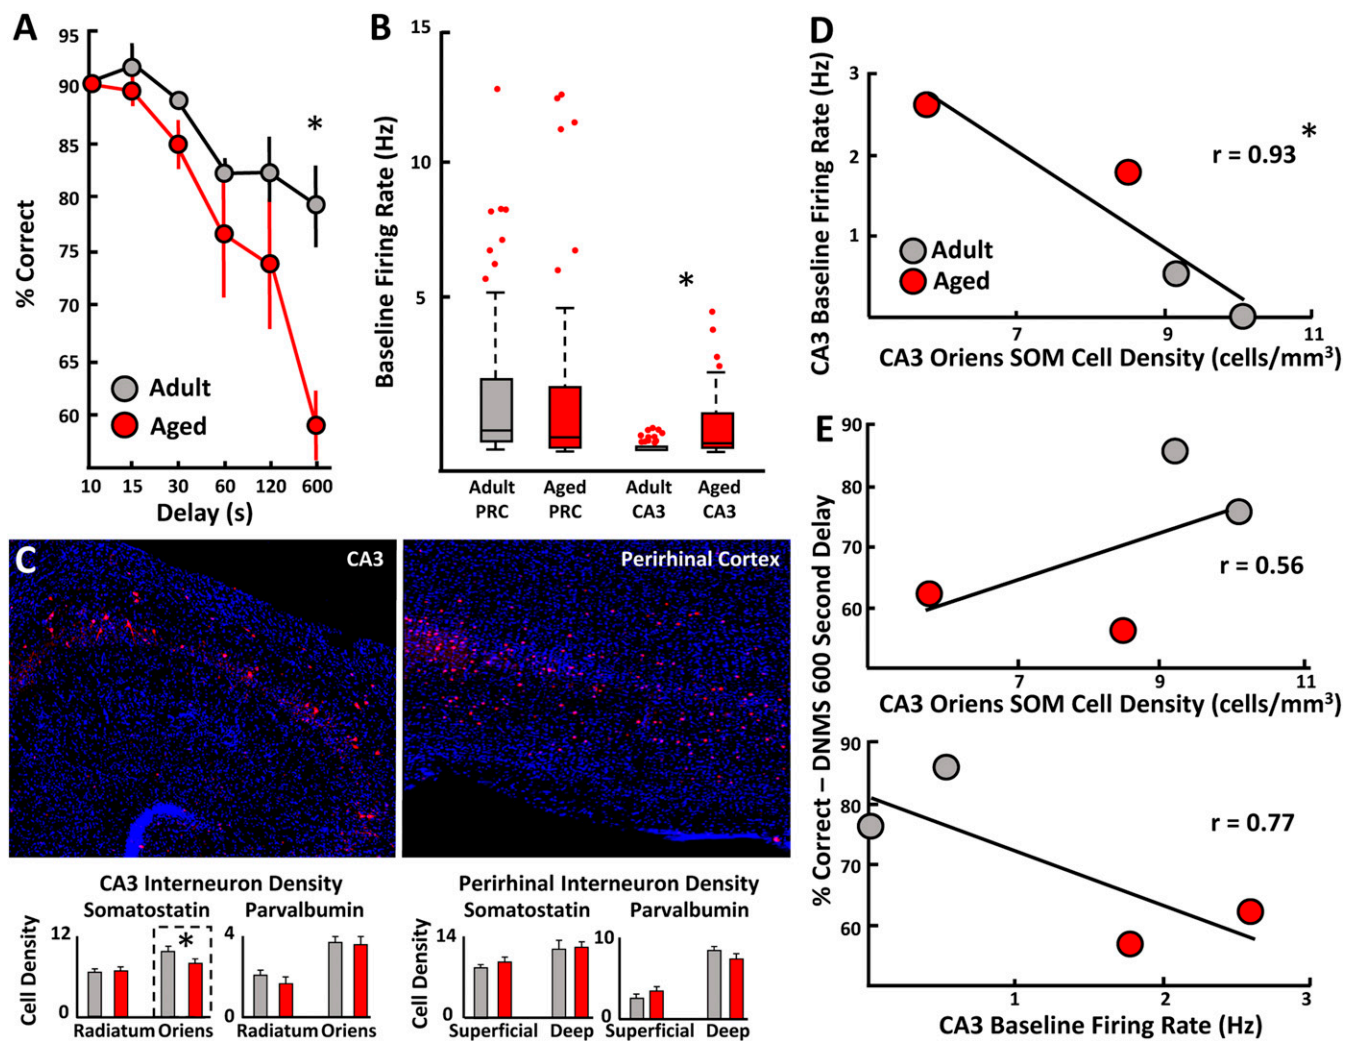 A
95
90
85
80
75
70
65
60
% Correct
*
Adult
Aged
10 15 30 60 120 600
Delay (s)
B
15
10
5
Baseline Firing Rate (Hz)
*
Adult Aged Adult Aged
PRC PRC CA3 CA3
C
CA3
Perirhinal Cortex
CA3 Interneuron Density
Somatostatin Parvalbumin
Cell Density
12
0
*
Radiatum Oriens
4
0
Radiatum Oriens
Perirhinal Interneuron Density
Somatostatin Parvalbumin
Cell Density
14
0
Superficial Deep
10
0
Superficial Deep
D
CA3 Baseline Firing Rate (Hz)
3
2
1
r = 0.93 *
Adult
Aged
7 9 11
CA3 Oriens SOM Cell Density (cells/mm³)
E
% Correct – DNMS 600 Second Delay
90
80
70
60
r = 0.56
7 9 11
CA3 Oriens SOM Cell Density (cells/mm³)
90
80
70
60
r = 0.77
1 2 3
CA3 Baseline Firing Rate (Hz)